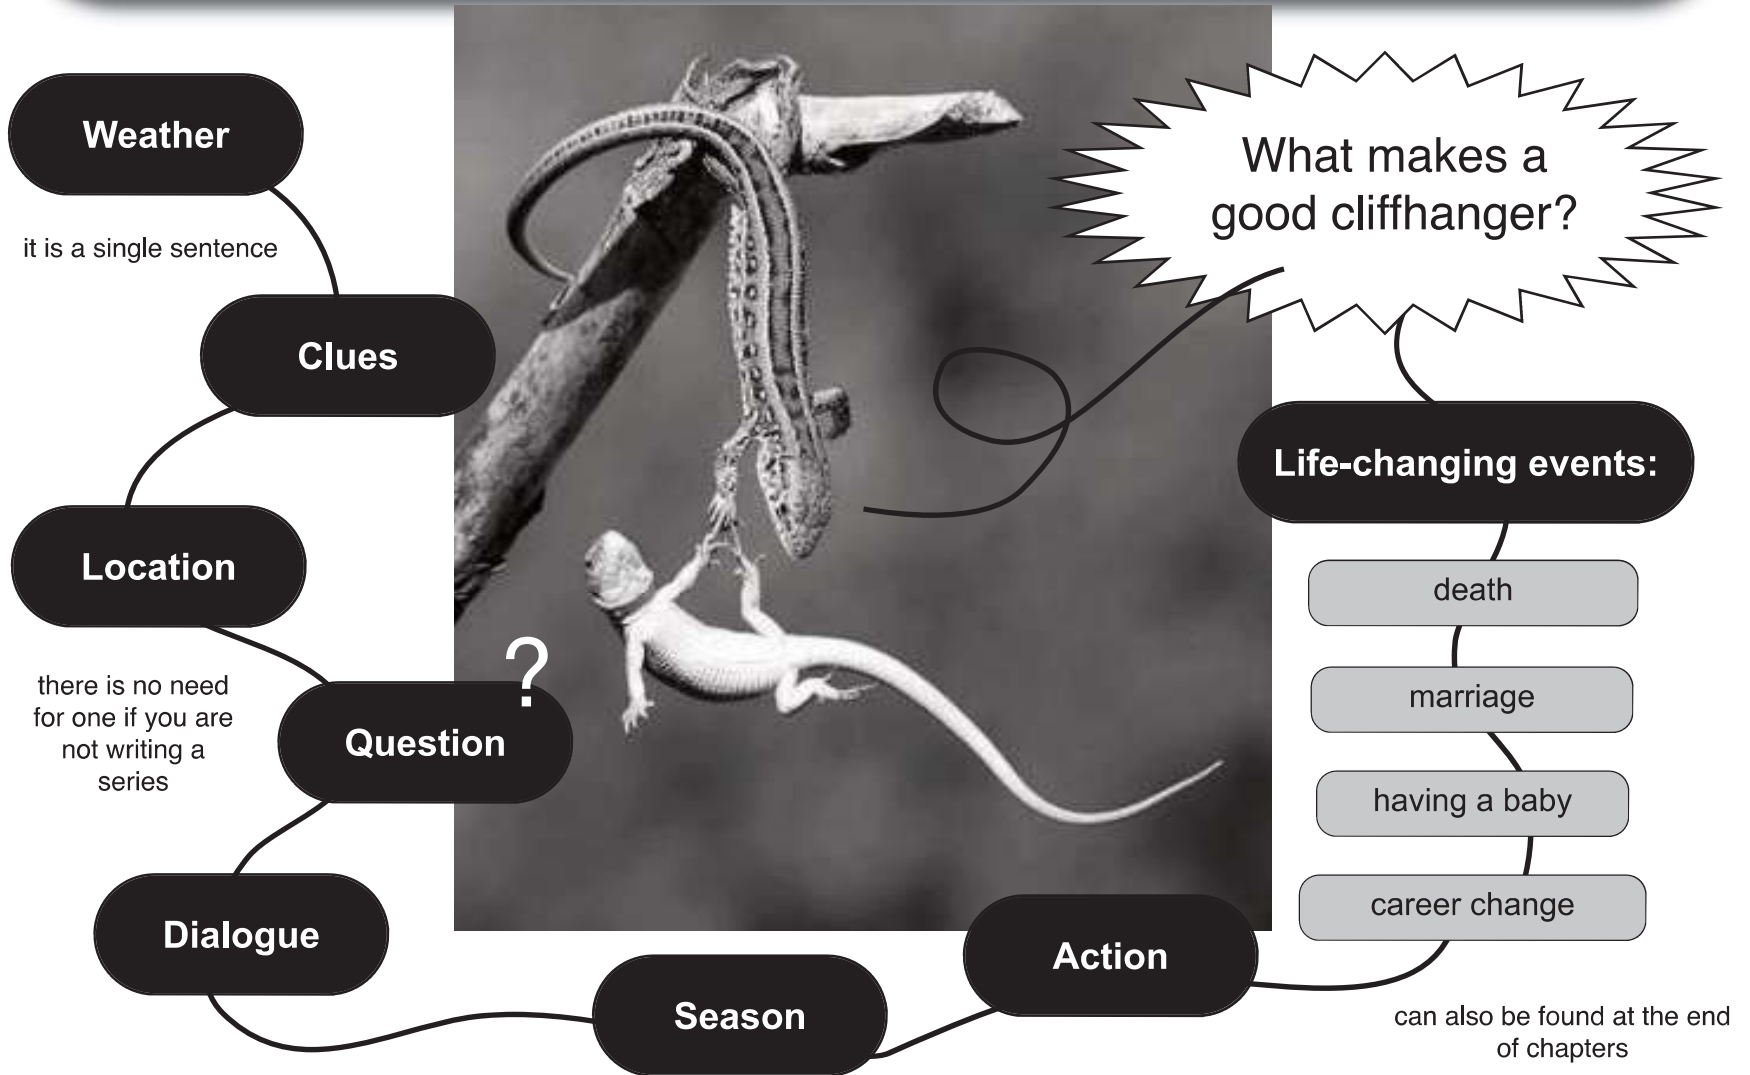 What makes a
good cliffhanger?
Life-changing events:
death
marriage
having a baby
career change
can also be found at the end
of chapters
Action
Season
Dialogue
Question
?
there is no need
for one if you are
not writing a
series
Location
Clues
it is a single sentence
Weather